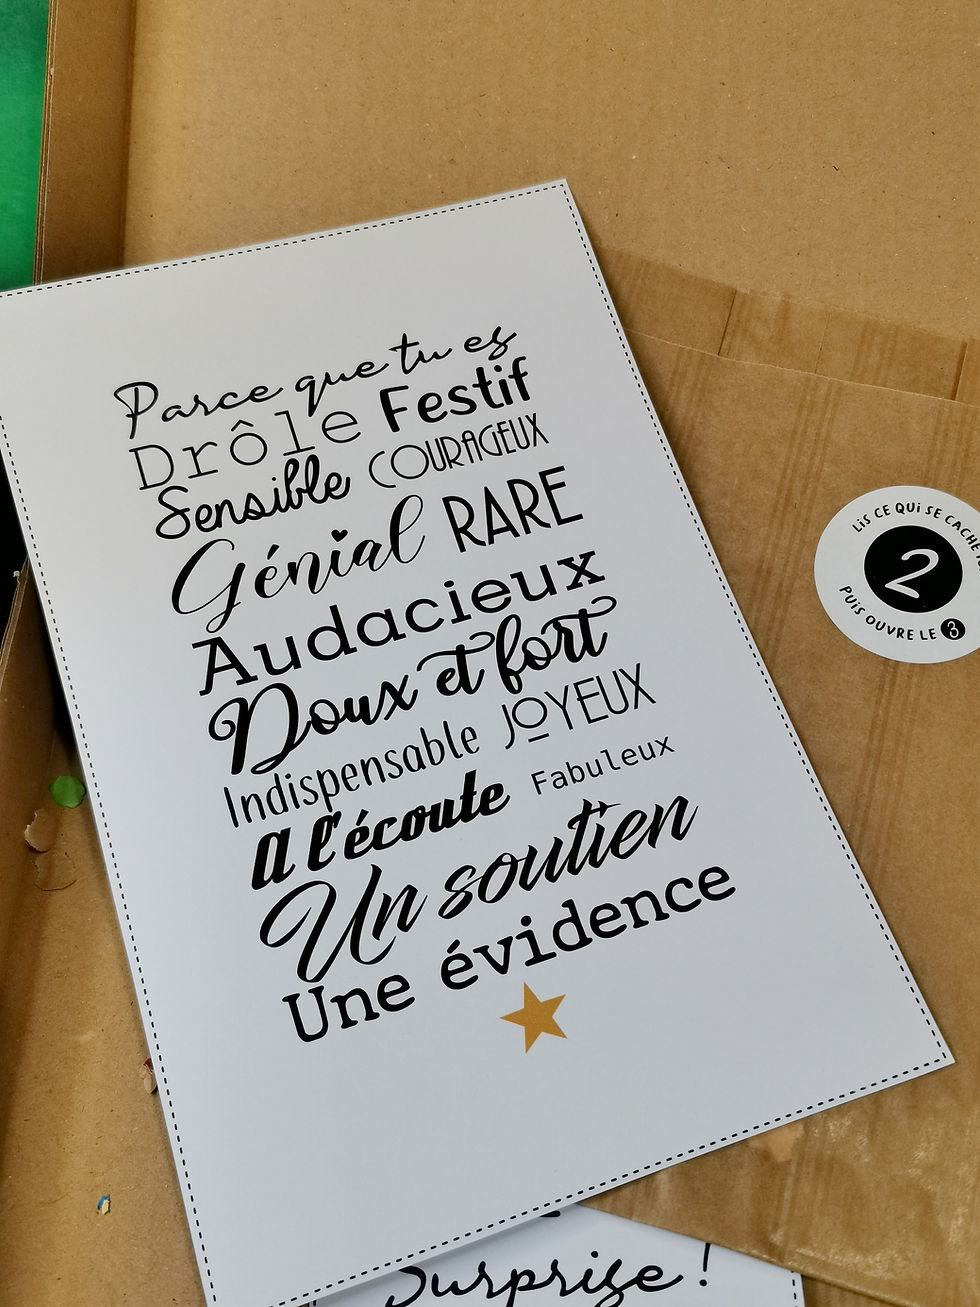 Parce que tu es
Drôle Festif
Sensible COURAGEUX
Génial RARE
Audacieux
Doux et fort
Indispensable JOYEUX
A l'écoute Fabuleux
Un soutien
Une évidence
LiS CE QUi SE CACHE
2
PUiS OUVRE LE 3
Surprise !